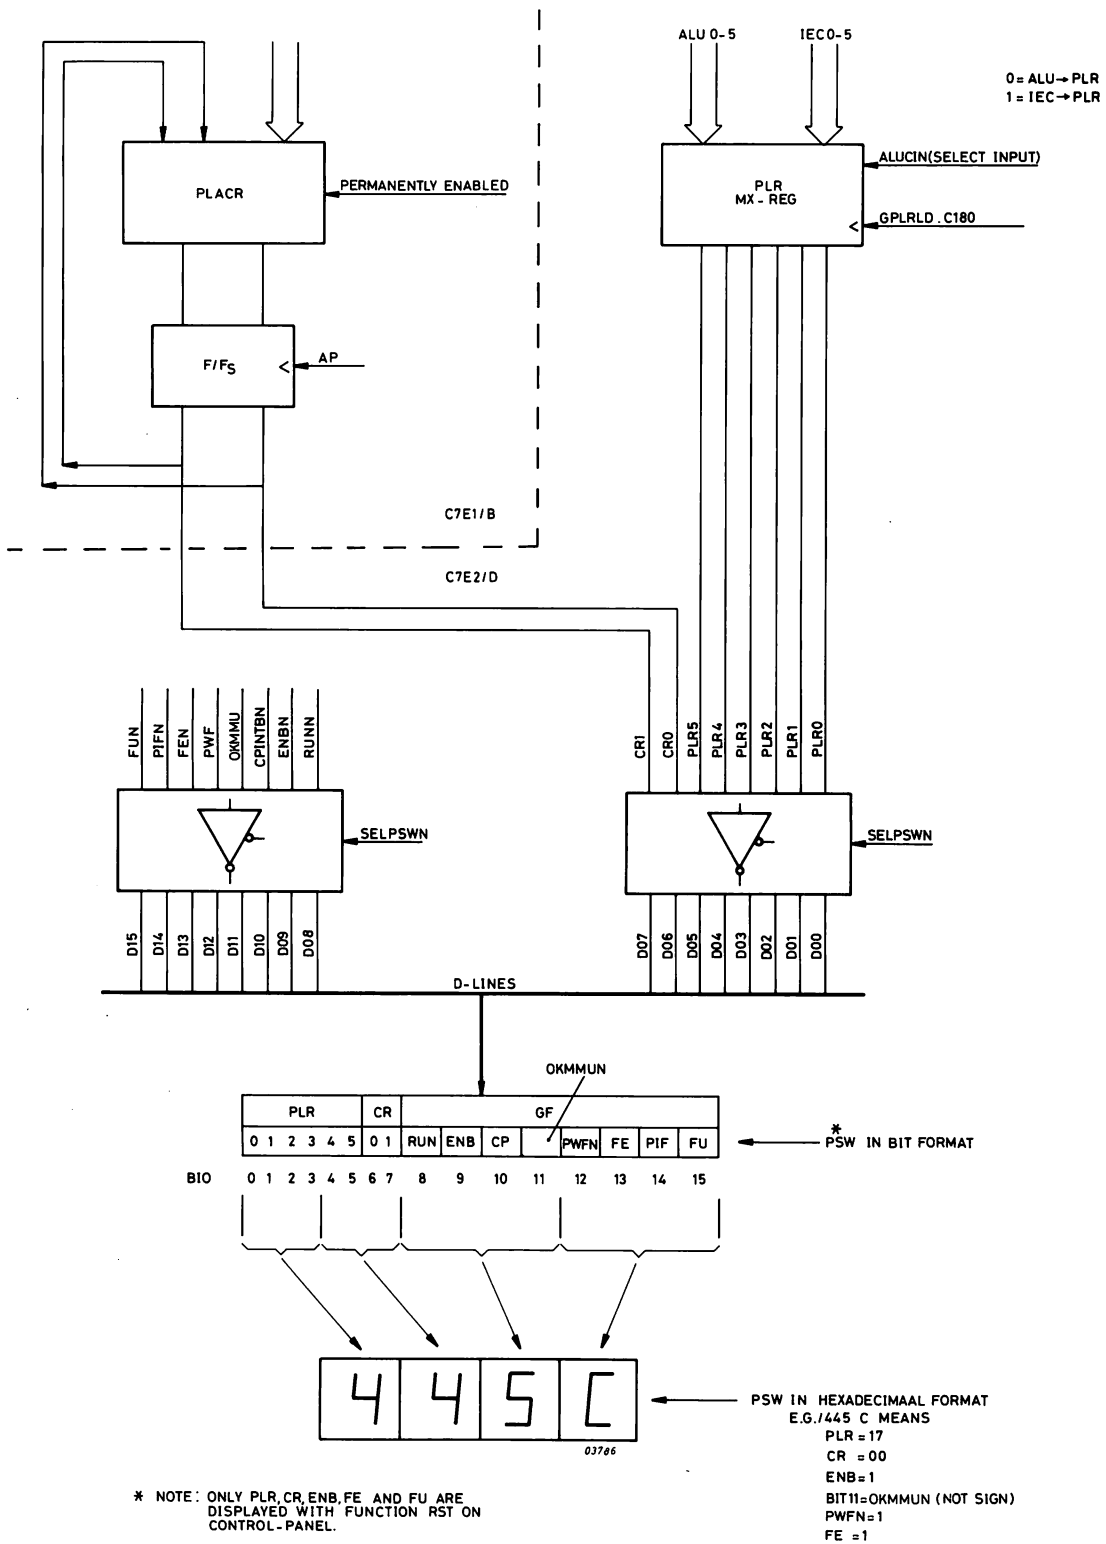 ALU 0-5
IEC 0-5
0=ALU→PLR
1=IEC→PLR
PLACR
PERMANENTLY ENABLED
PLR
MX-REG
ALUCIN(SELECT INPUT)
GPLRLD.C180
F/Fs
AP
C7E1/B
C7E2/D
FUN
PIFN
FEN
PWF
OKMMU
CPINTBN
ENBN
RUNN
CR1
CR0
PLR5
PLR4
PLR3
PLR2
PLR1
PLR0
SELPSWN
SELPSWN
D15
D14
D13
D12
D11
D10
D09
D08
D07
D06
D05
D04
D03
D02
D01
D00
D-LINES
OKMMUN
PLR CR GF
0 1 2 3 4 5 0 1 RUN ENB CP PWFN FE PIF FU
*
PSW IN BIT FORMAT
BIO 0 1 2 3 4 5 6 7 8 9 10 11 12 13 14 15
4 4 5 C
03786
PSW IN HEXADECIMAAL FORMAT
E.G./445 C MEANS
PLR=17
CR =00
ENB=1
BIT11=OKMMUN (NOT SIGN)
PWFN=1
FE =1
* NOTE: ONLY PLR, CR, ENB, FE AND FU ARE
DISPLAYED WITH FUNCTION RST ON
CONTROL-PANEL.